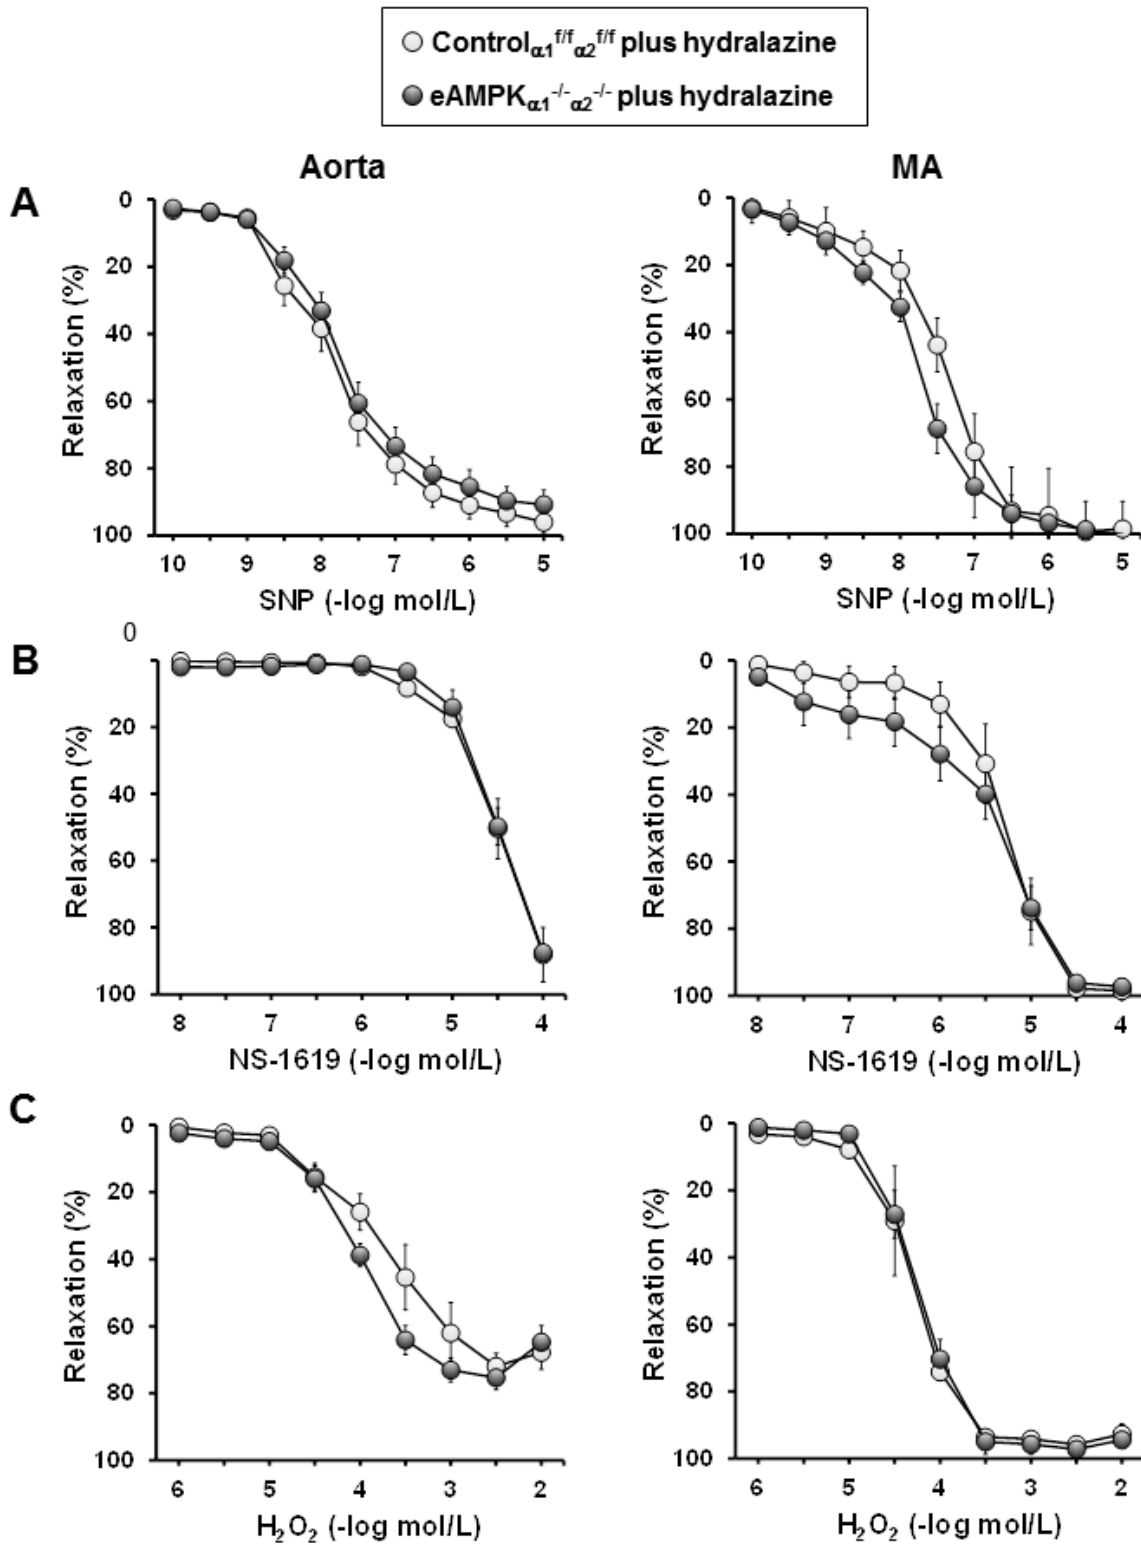 Control α1 f/f α2 f/f plus hydralazine
eAMPK α1 -/- α2 -/- plus hydralazine
Aorta
MA
A
0
20
40
60
80
100
Relaxation (%)
10 9 8 7 6 5
SNP (-log mol/L)
0
20
40
60
80
100
Relaxation (%)
10 9 8 7 6 5
SNP (-log mol/L)
B
0
20
40
60
80
100
Relaxation (%)
8 7 6 5 4
NS-1619 (-log mol/L)
0
20
40
60
80
100
Relaxation (%)
8 7 6 5 4
NS-1619 (-log mol/L)
C
0
20
40
60
80
100
Relaxation (%)
6 5 4 3 2
H2O2 (-log mol/L)
0
20
40
60
80
100
Relaxation (%)
6 5 4 3 2
H2O2 (-log mol/L)